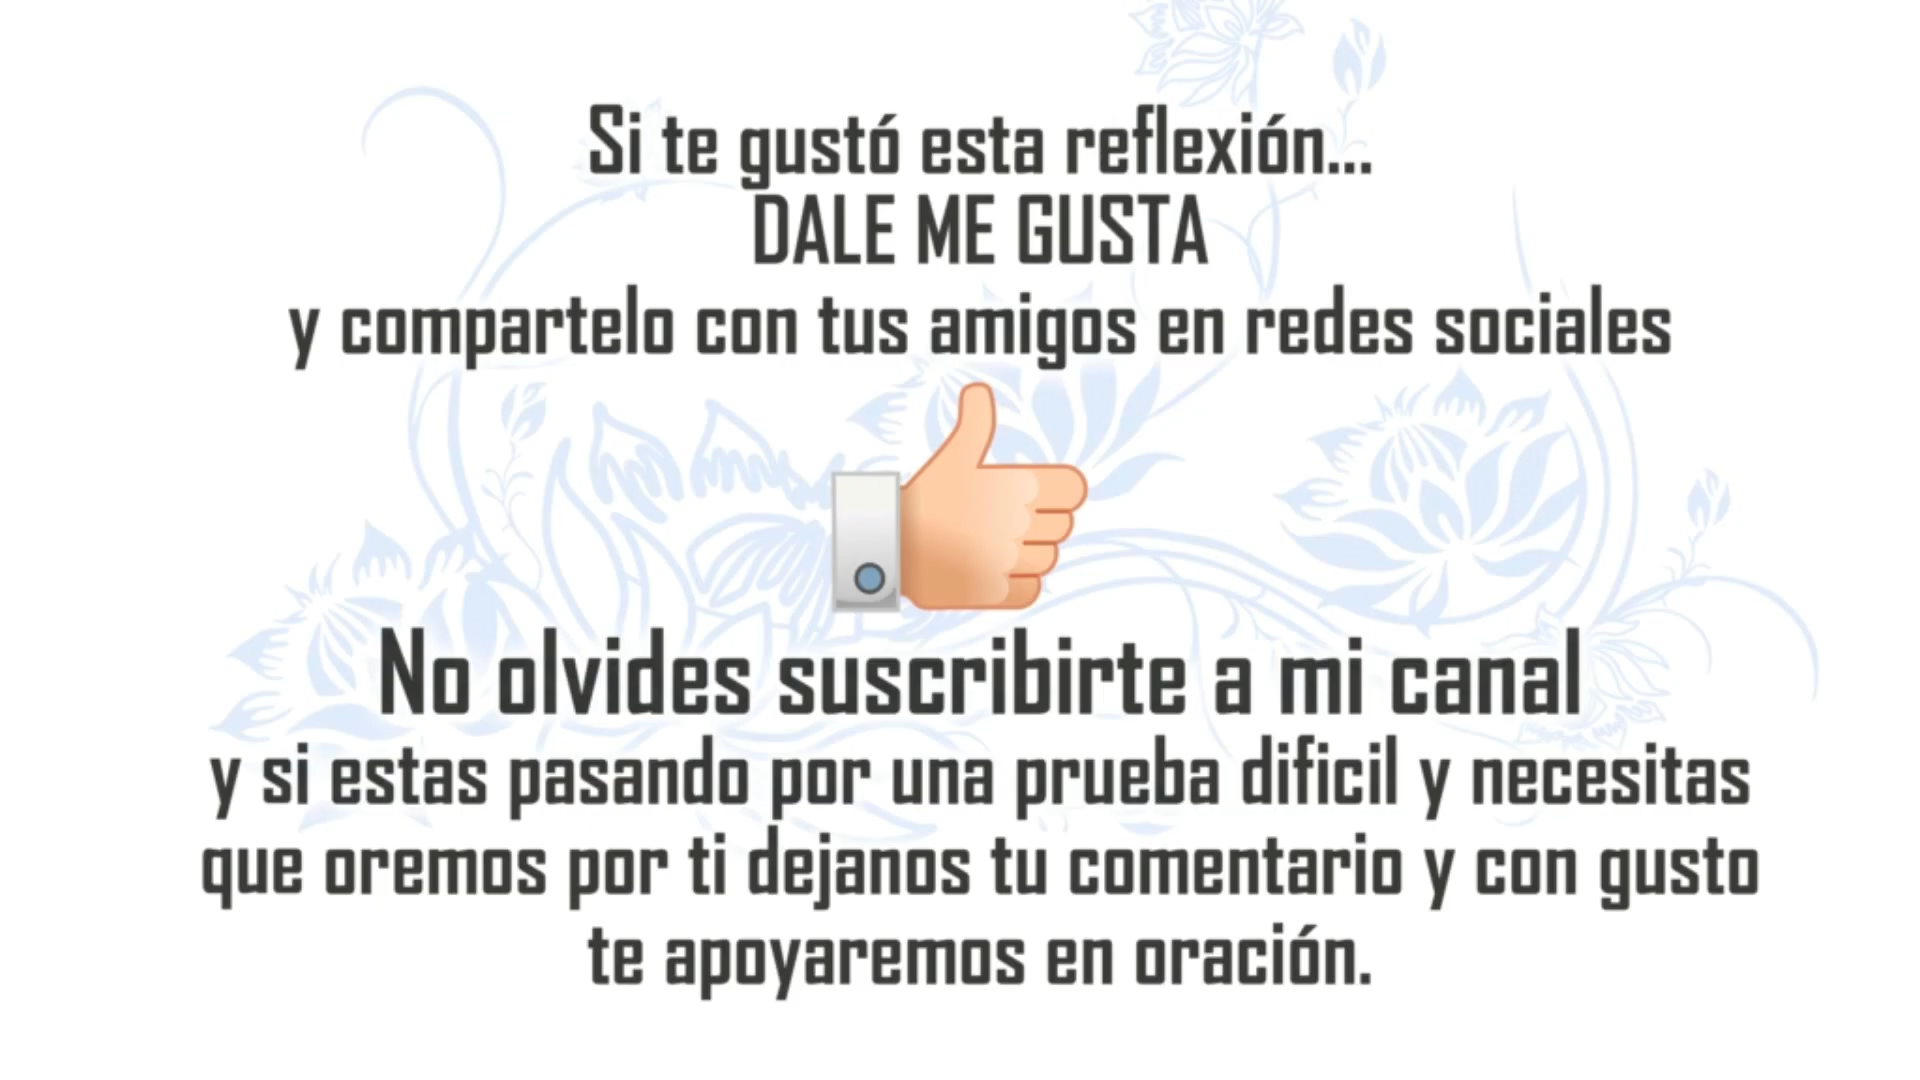 Si te gustó esta reflexión...
DALE ME GUSTA
y compartelo con tus amigos en redes sociales
No olvides suscribirte a mi canal
y si estas pasando por una prueba dificil y necesitas
que oremos por ti dejanos tu comentario y con gusto
te apoyaremos en oración.